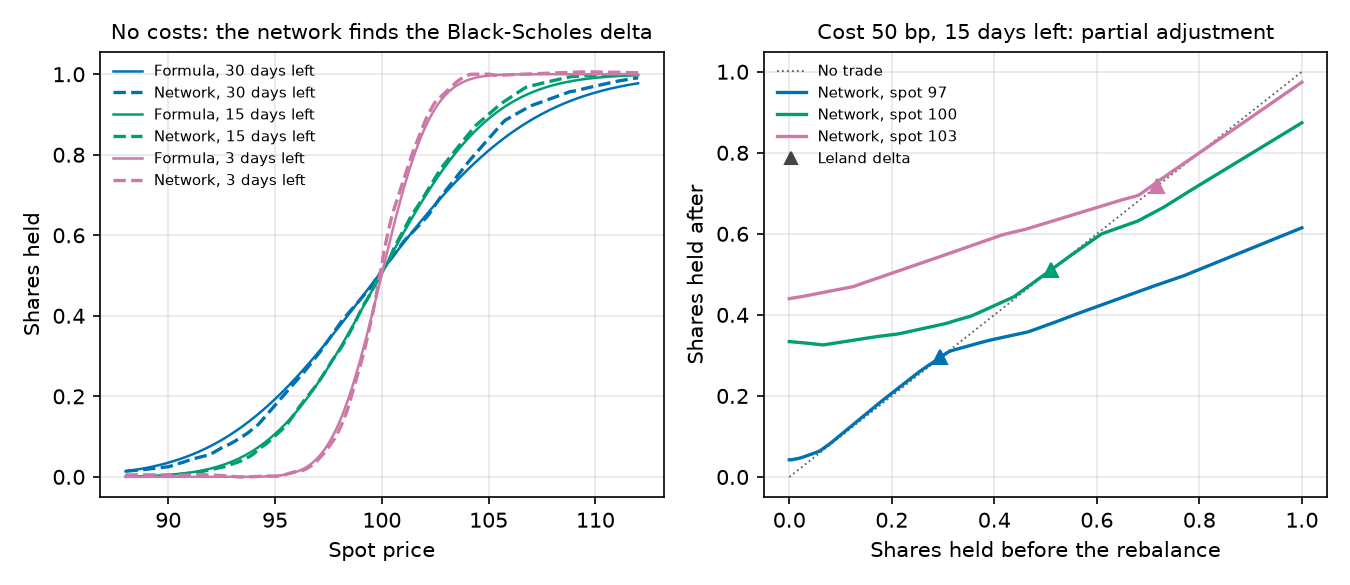 No costs: the network finds the Black-Scholes delta
Formula, 30 days left
Network, 30 days left
Formula, 15 days left
Network, 15 days left
Formula, 3 days left
Network, 3 days left
Shares held
1.0
0.8
0.6
0.4
0.2
0.0
90
95
100
105
110
Spot price
Cost 50 bp, 15 days left: partial adjustment
No trade
Network, spot 97
Network, spot 100
Network, spot 103
Leland delta
Shares held after
1.0
0.8
0.6
0.4
0.2
0.0
0.0
0.2
0.4
0.6
0.8
1.0
Shares held before the rebalance